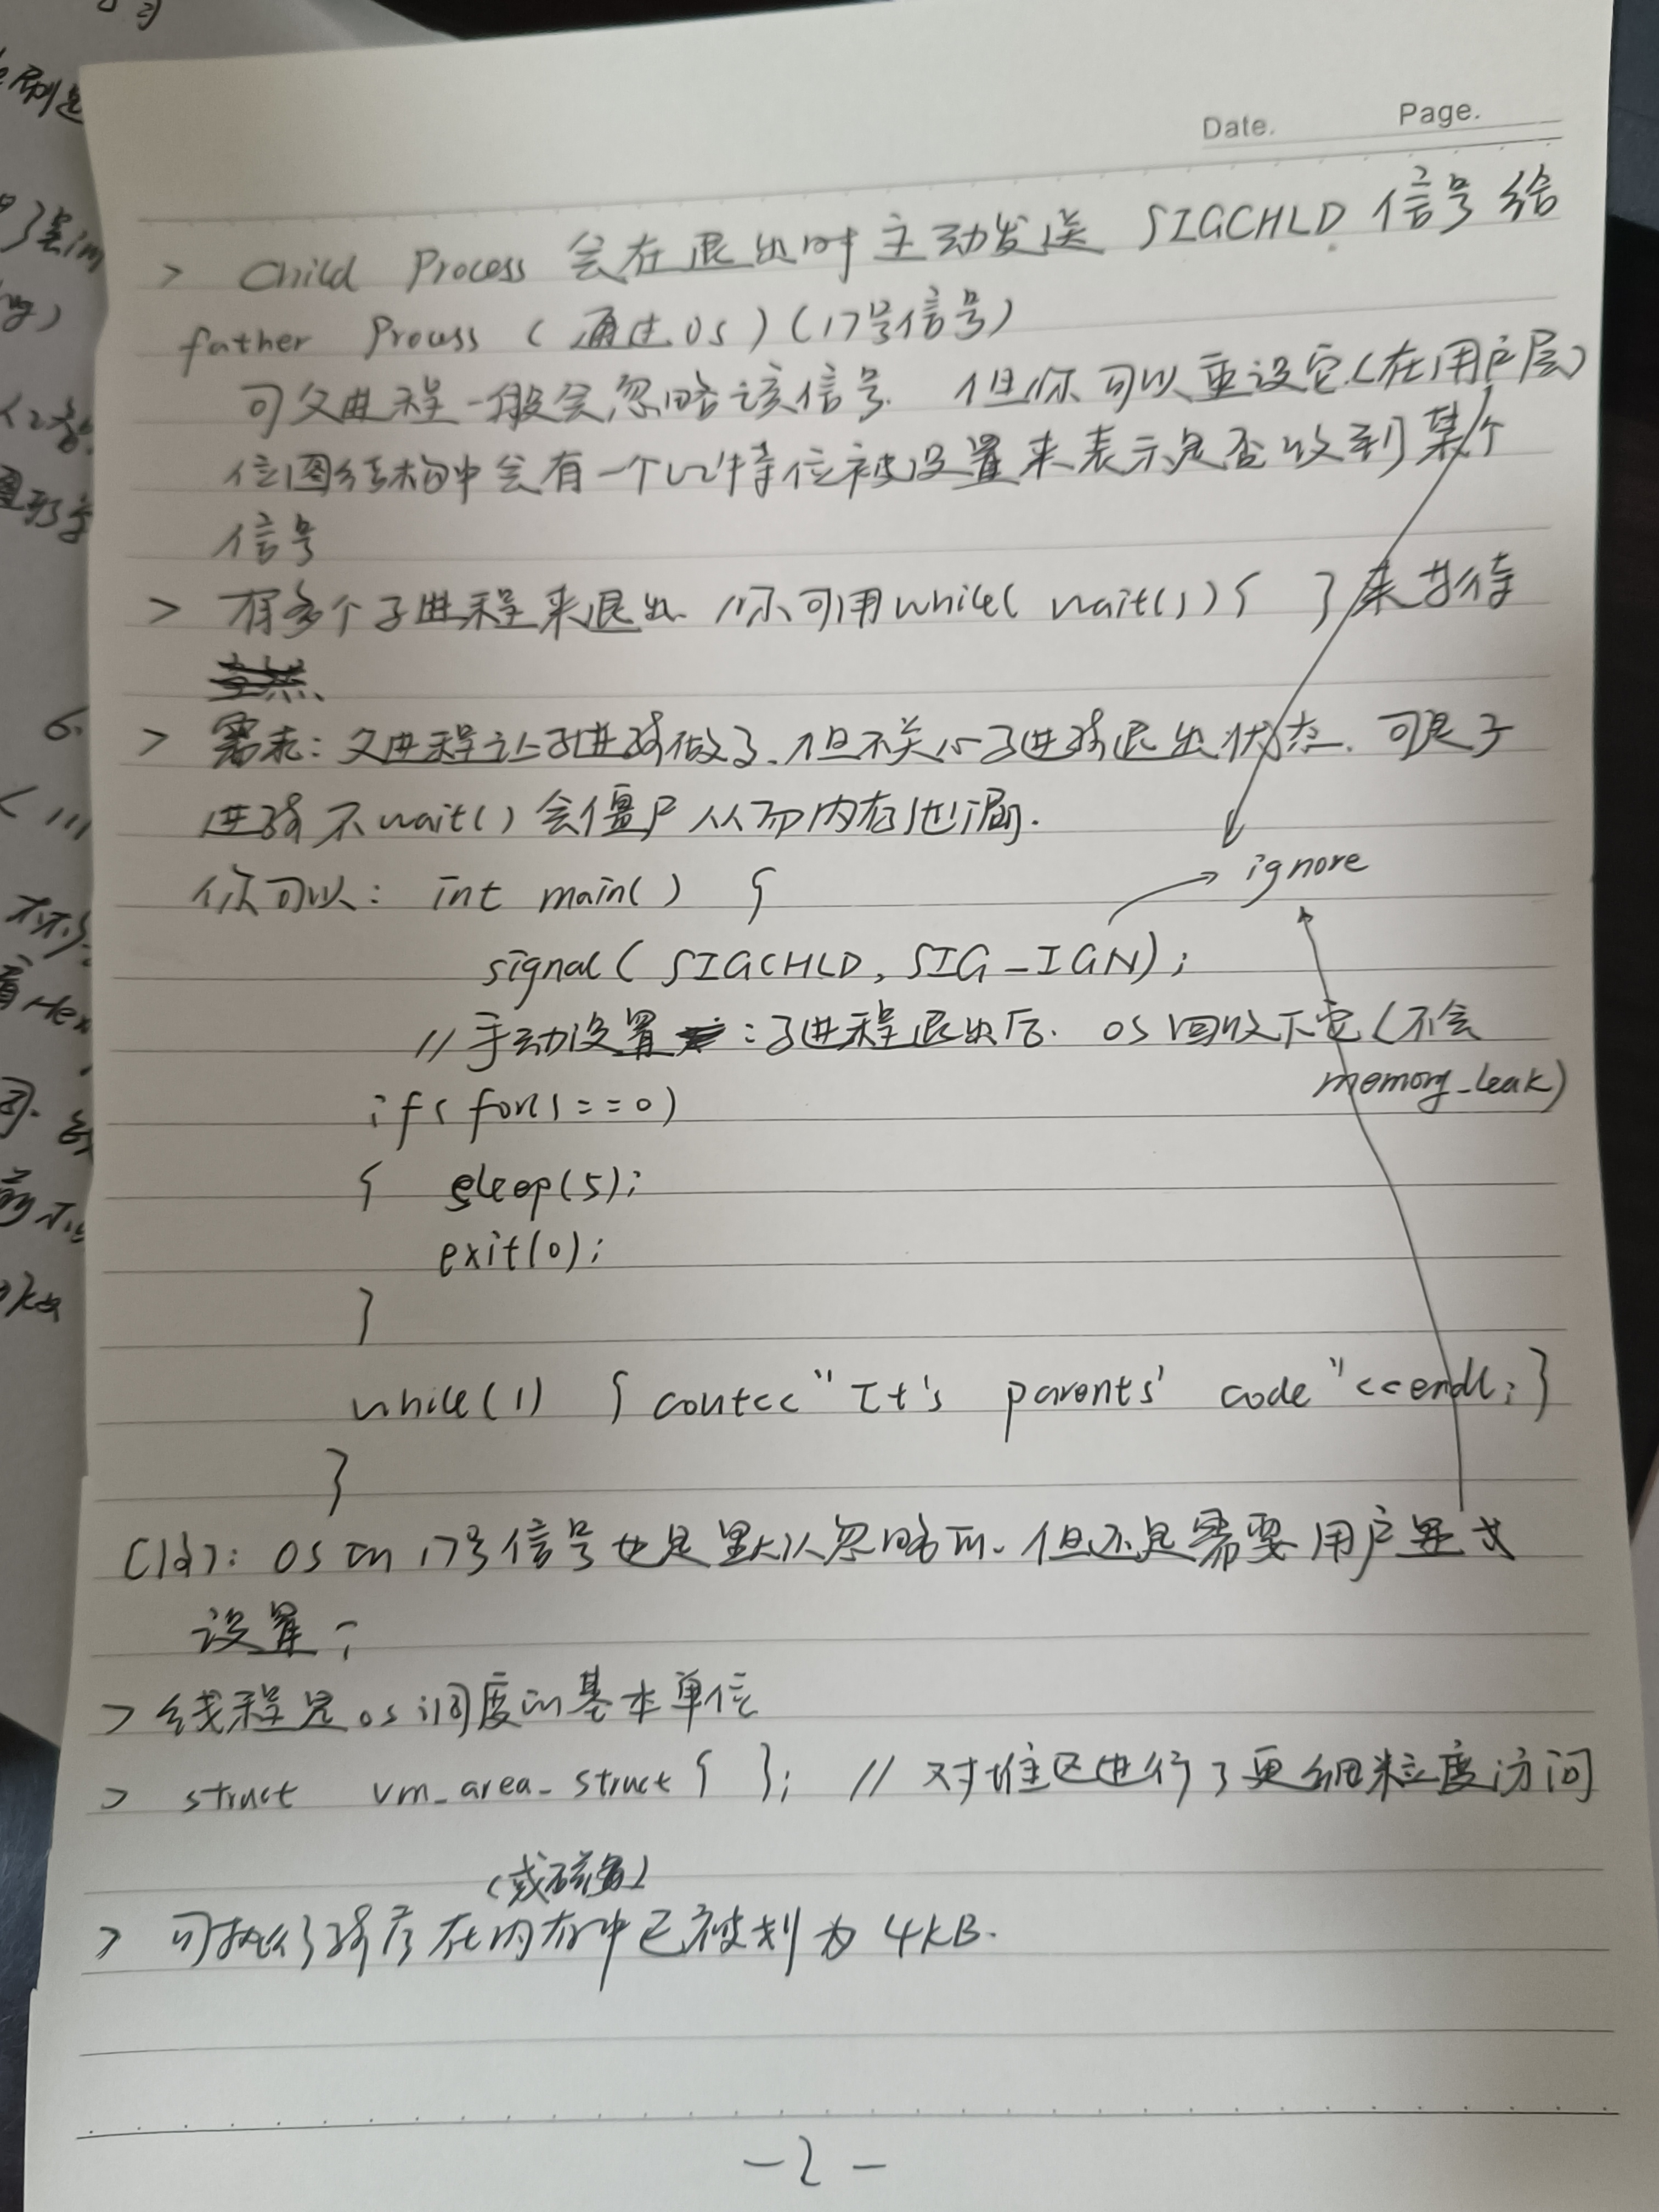 Date. Page.
> Child Process 会在退出时主动发送 SIGCHLD 信号给
father Process (通过OS)(17号信号)
可父进程一般会忽略该信号. 但你可以重设它(在用户层)
位图结构中会有一个比特位被设置来表示是否收到某个
信号
> 有多个子进程来退出 你可用while( wait()){ }来
> 需求: 父进程让子进程做了,但不关心子进程退出状态. 可是子
进程不wait()会僵尸从而内存泄漏.
ignore
你可以: int main() {
signal( SIGCHLD, SIG_IGN);
// 手动设置 : 子进程退出后. OS回收下它(不会
memory_leak)
if( fork()==0)
{ sleep(5);
exit(0);
}
while(1) { cout<<"It's parents' code"<<endl;}
}
OS的17号信号也是默认忽略的.但还是需要用户显式
设置;
> 线程是OS调度的基本单位
> struct vm_area_struct{ }; // 对堆区进行了更细粒度访问
(或磁盘)
> 可执行程序在内存中已被划为4KB.
-2-